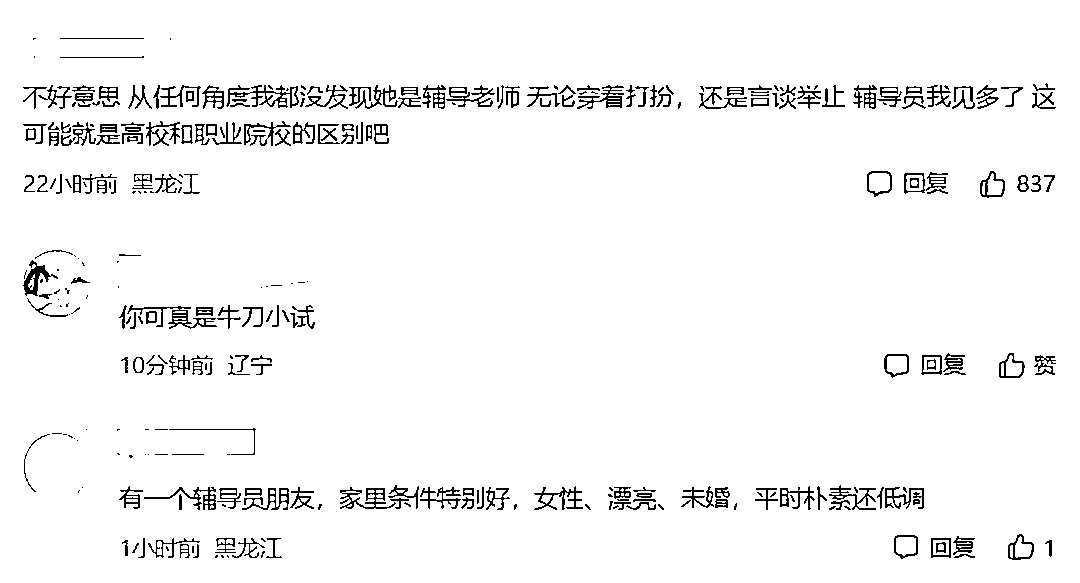 不好意思 从任何角度我都没发现她是辅导老师 无论穿着打扮，还是言谈举止 辅导员我见多了 这
可能就是高校和职业院校的区别吧
22小时前 黑龙江 回复 837
你可真是牛刀小试
10分钟前 辽宁 回复 赞
有一个辅导员朋友，家里条件特别好，女性、漂亮、未婚，平时朴素还低调
1小时前 黑龙江 回复 1